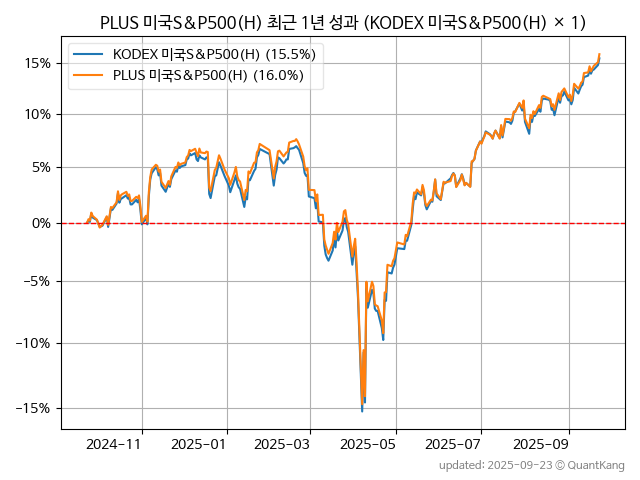 PLUS 미국S&P500(H) 최근 1년 성과 (KODEX 미국S&P500(H) × 1)
KODEX 미국S&P500(H) (15.5%)
PLUS 미국S&P500(H) (16.0%)
15%
10%
5%
0%
−5%
−10%
−15%
2024-11 2025-01 2025-03 2025-05 2025-07 2025-09
updated: 2025-09-23 © QuantKang